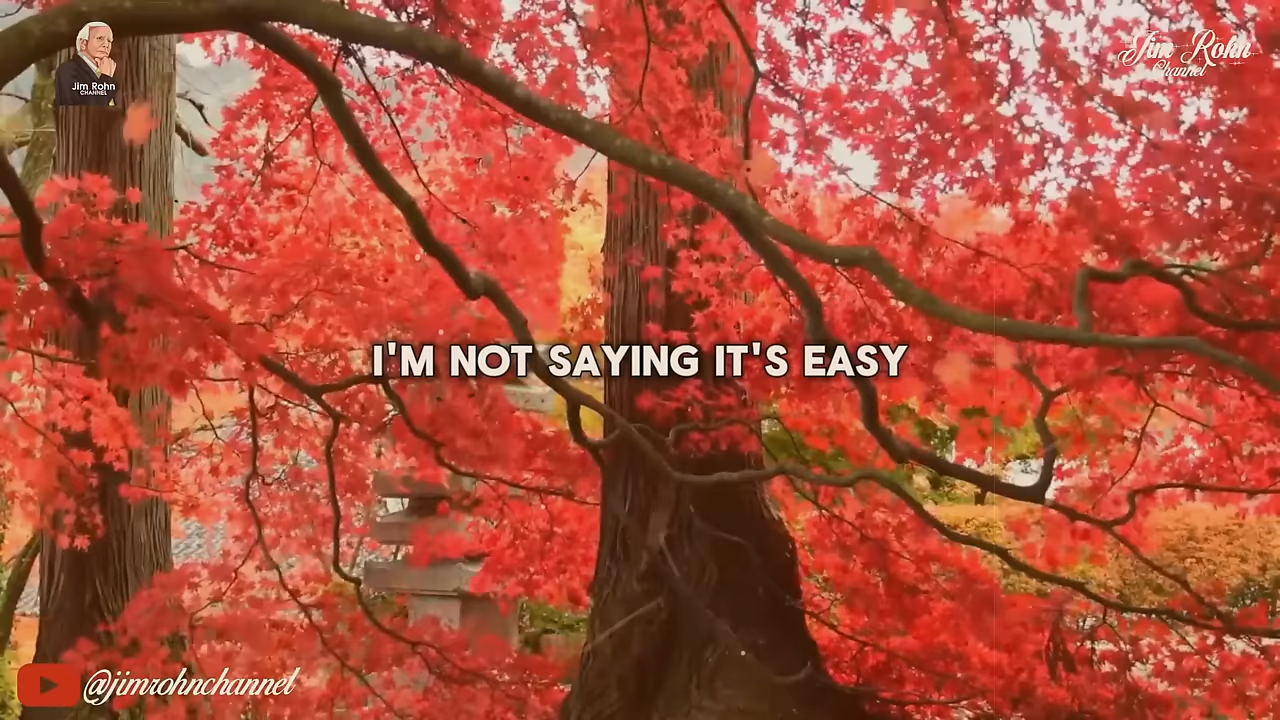 Jim Rohn
CHANNEL
Jim Rohn
Channel
I'M NOT SAYING IT'S EASY
@jimrohnchannel